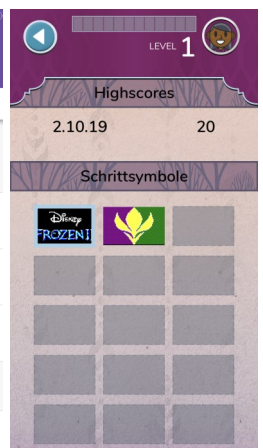 LEVEL 1
Highscores
2.10.19 20
Schrittsymbole
Disney
FROZEN II